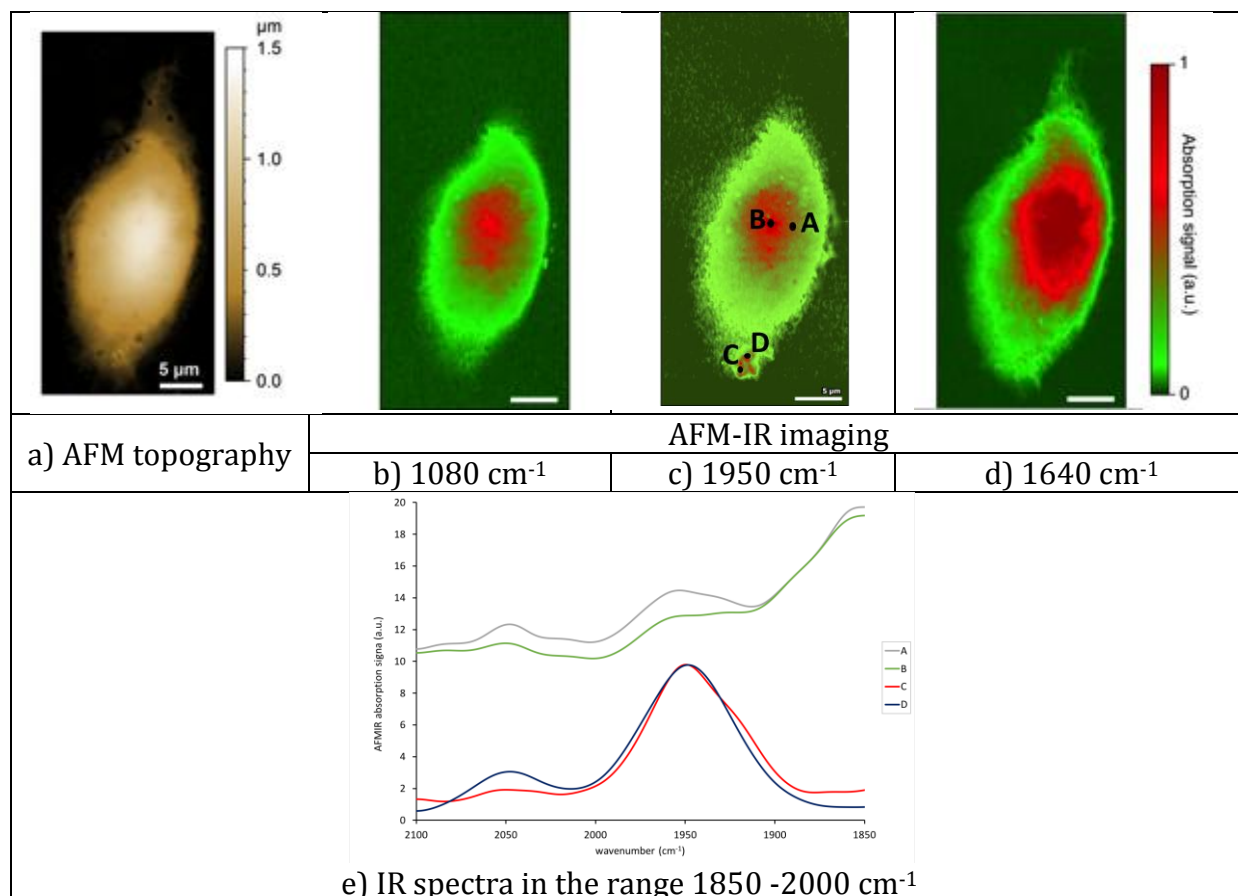 µm
1.5
1.0
0.5
0.0
5 µm
B
A
C
D
5 µm
1
Absorption signal (a.u.)
0
a) AFM topography
AFM-IR imaging
b) 1080 cm-1
c) 1950 cm-1
d) 1640 cm-1
20
18
16
14
12
10
8
6
4
2
0
AFMIR absorption signa (a.u.)
2100
2050
2000
1950
1900
1850
wavenumber (cm-1)
A
B
C
D
e) IR spectra in the range 1850 -2000 cm-1